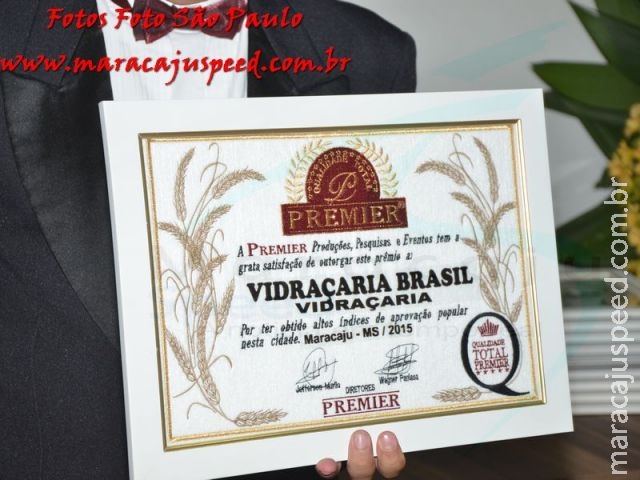 Fotos Foto São Paulo
www.maracajuspeed.com.br
QUALIDADE TOTAL
P
PREMIER
A PREMIER Produções, Pesquisas e Eventos tem a
grata satisfação de outorgar este prêmio a:
VIDRAÇARIA BRASIL
VIDRAÇARIA
Por ter obtido altos índices de aprovação popular
nesta cidade. Maracaju - MS / 2015
DIRETORES
PREMIER
QUALIDADE
TOTAL
PREMIER
maracajuspeed.com.br